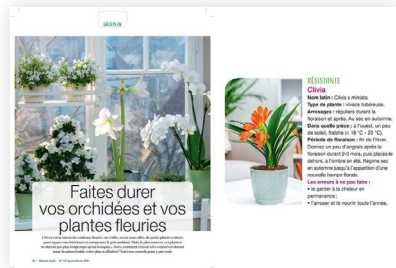 GROS PLAN
Faites durer
vos orchidées et vos
plantes fleuries
RÉSISTANTE
Clivia
Nom latin : Clivia x miniata.
Type de plante : vivace tubéreuse.
Arrosages : réguliers durant la
floraison et après. Au sec en automne.
Dans quelle pièce : à l'ouest, un peu
de soleil, fraîche (< 18 °C - 20 °C).
Période de floraison : fin de l'hiver.
Donnez un peu d'engrais après la
floraison durant 2-3 mois, puis placez-le
dehors, à l'ombre en été. Régime sec
en automne jusqu'à l'apparition d'une
nouvelle hampe florale.
Les erreurs à ne pas faire :
• le garder à la chaleur en
permanence ;
• l'arroser et le nourrir toute l'année.